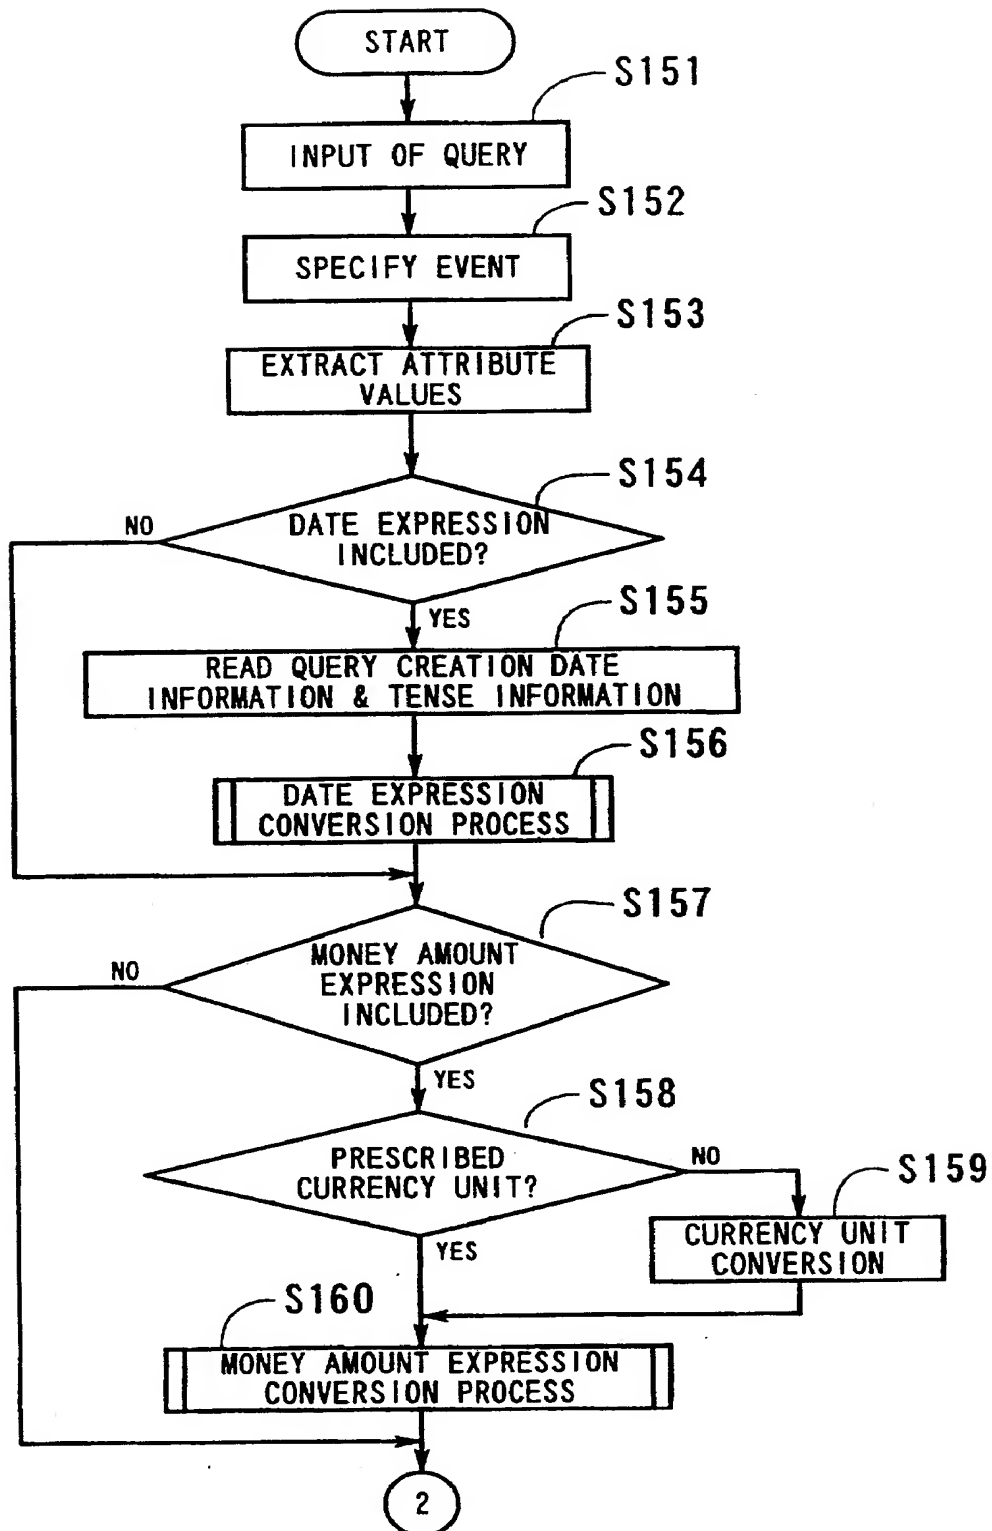 START
S151
INPUT OF QUERY
S152
SPECIFY EVENT
S153
EXTRACT ATTRIBUTE
VALUES
S154
NO
DATE EXPRESSION
INCLUDED?
YES
S155
READ QUERY CREATION DATE
INFORMATION & TENSE INFORMATION
S156
DATE EXPRESSION
CONVERSION PROCESS
S157
NO
MONEY AMOUNT
EXPRESSION
INCLUDED?
YES
S158
PRESCRIBED
CURRENCY UNIT?
NO
S159
YES
CURRENCY UNIT
CONVERSION
S160
MONEY AMOUNT EXPRESSION
CONVERSION PROCESS
2